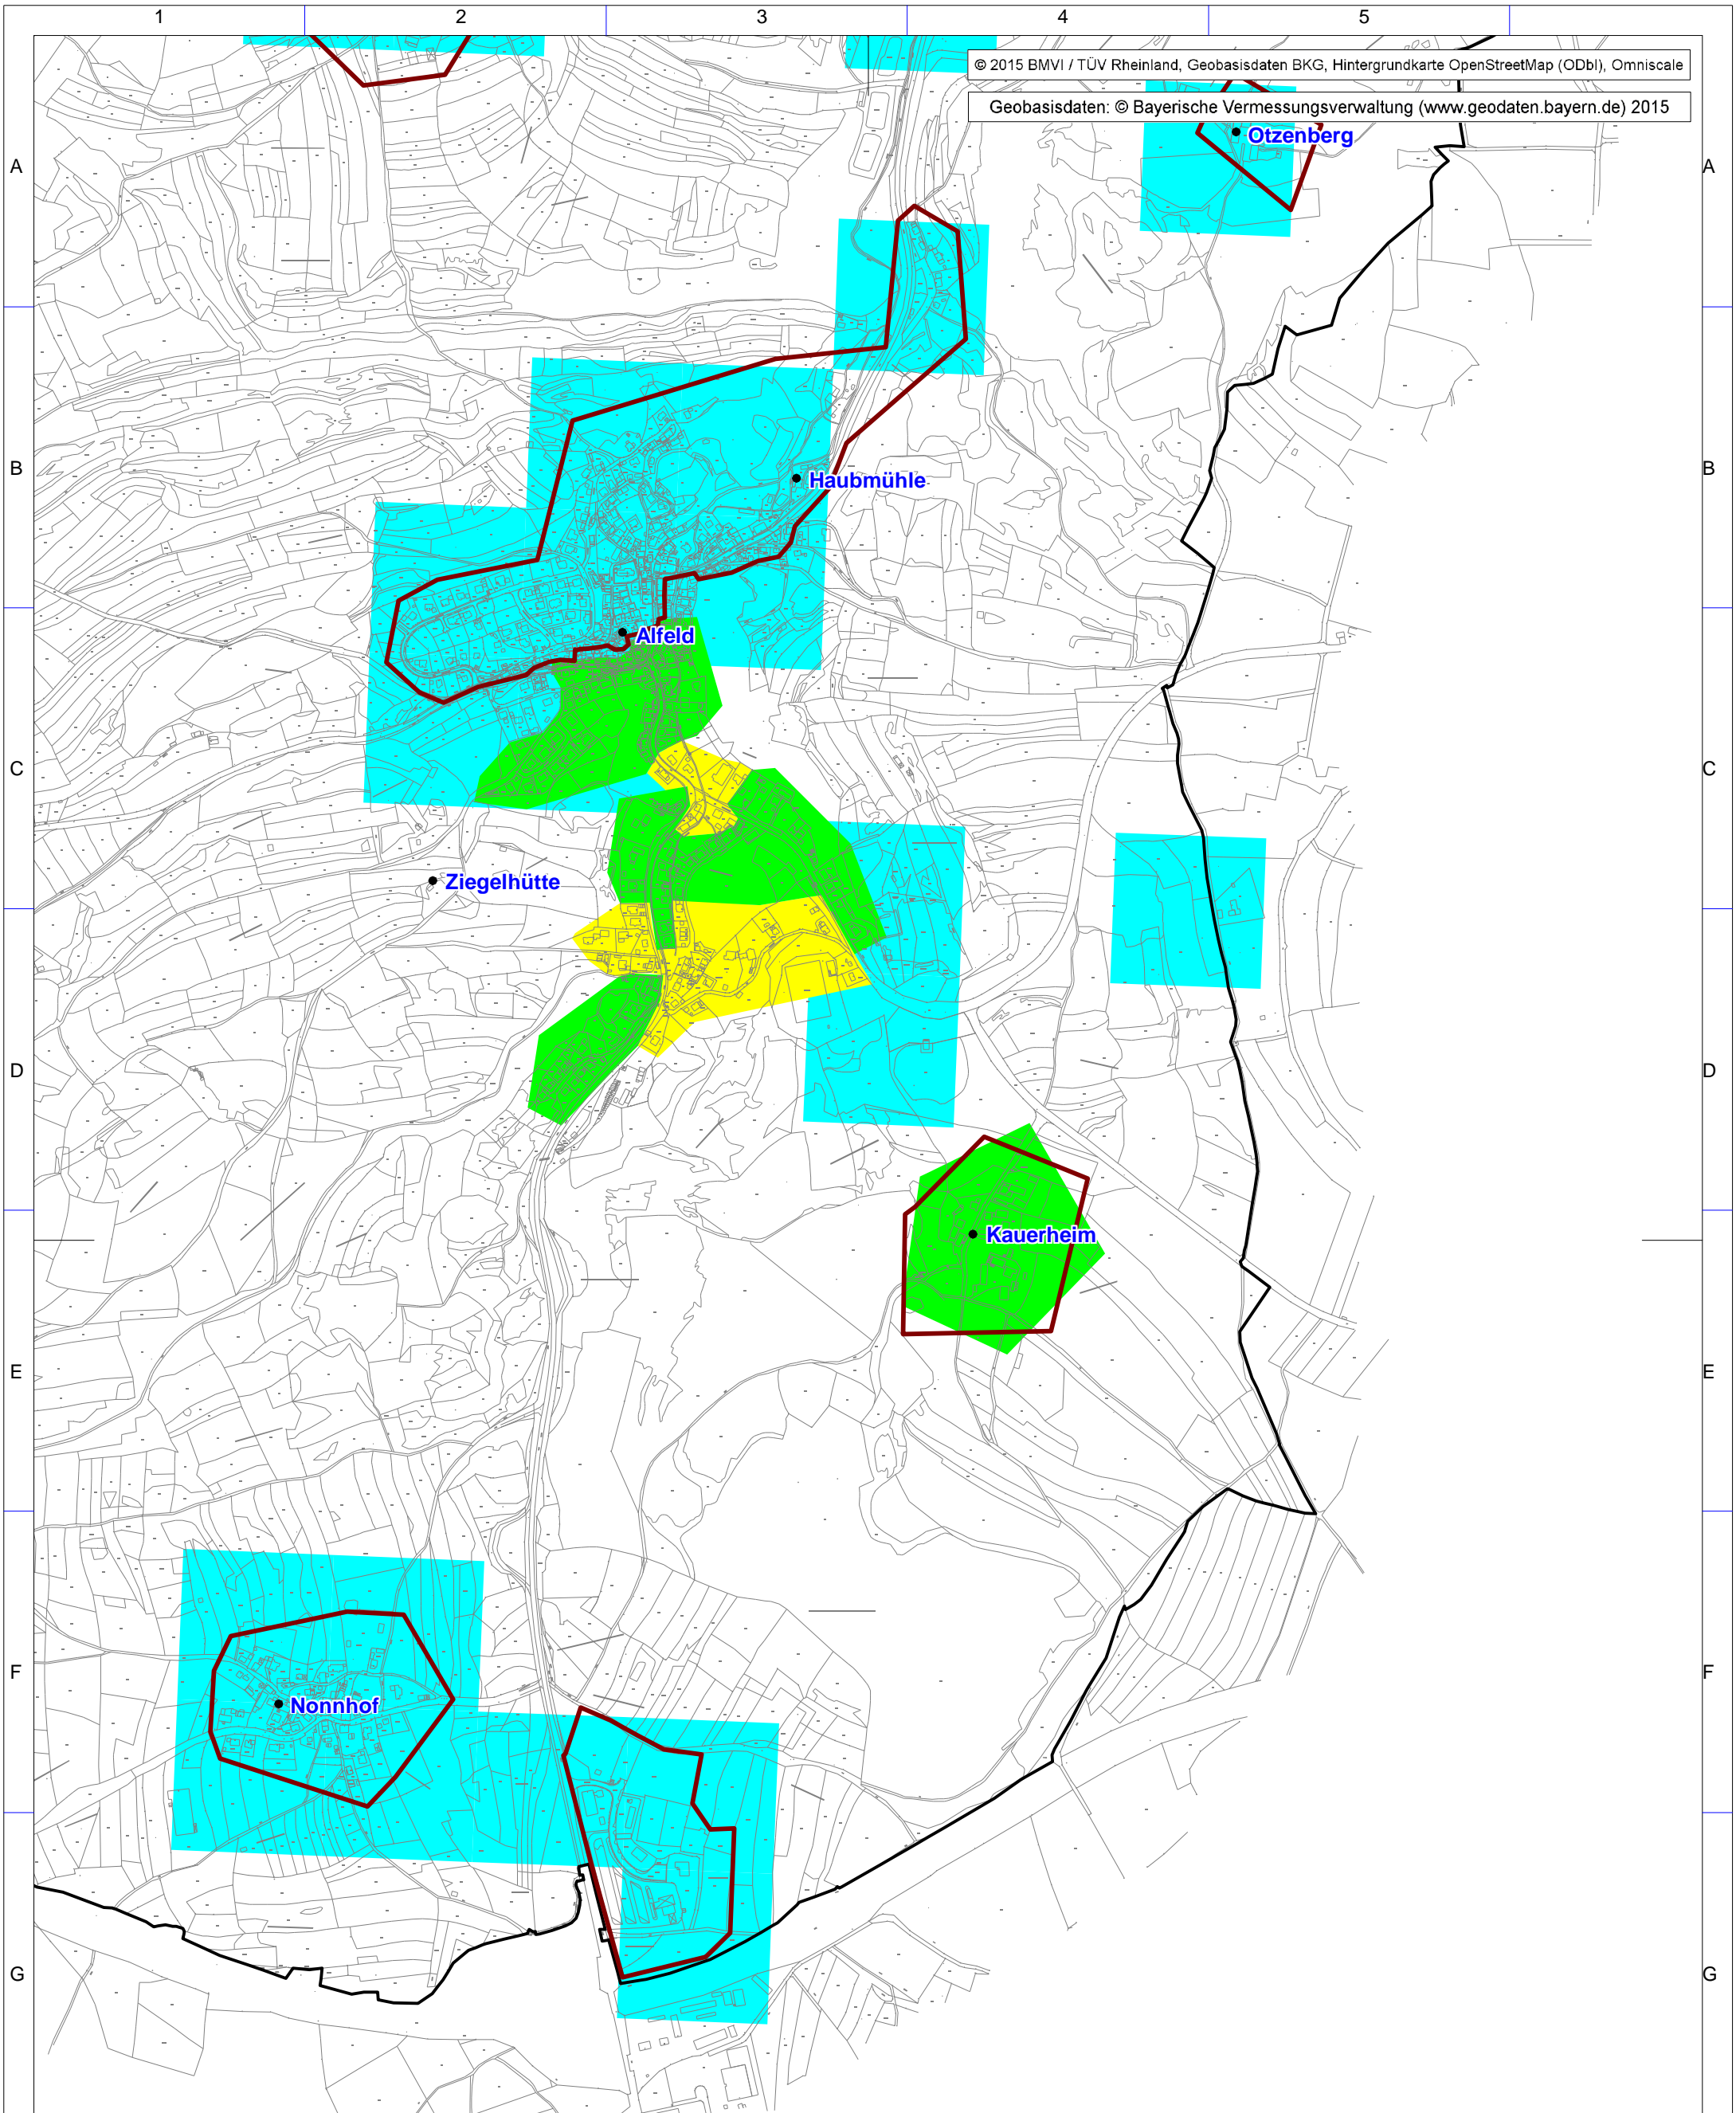 1 2 3 4 5
© 2015 BMVI / TÜV Rheinland, Geobasisdaten BKG, Hintergrundkarte OpenStreetMap (ODbl), Omniscale
Geobasisdaten: © Bayerische Vermessungsverwaltung (www.geodaten.bayern.de) 2015
Otzenberg
A A
B B
Haubmühle
Alfeld
C C
Ziegelhütte
D D
Kauerheim
E E
F F
Nonnhof
G G